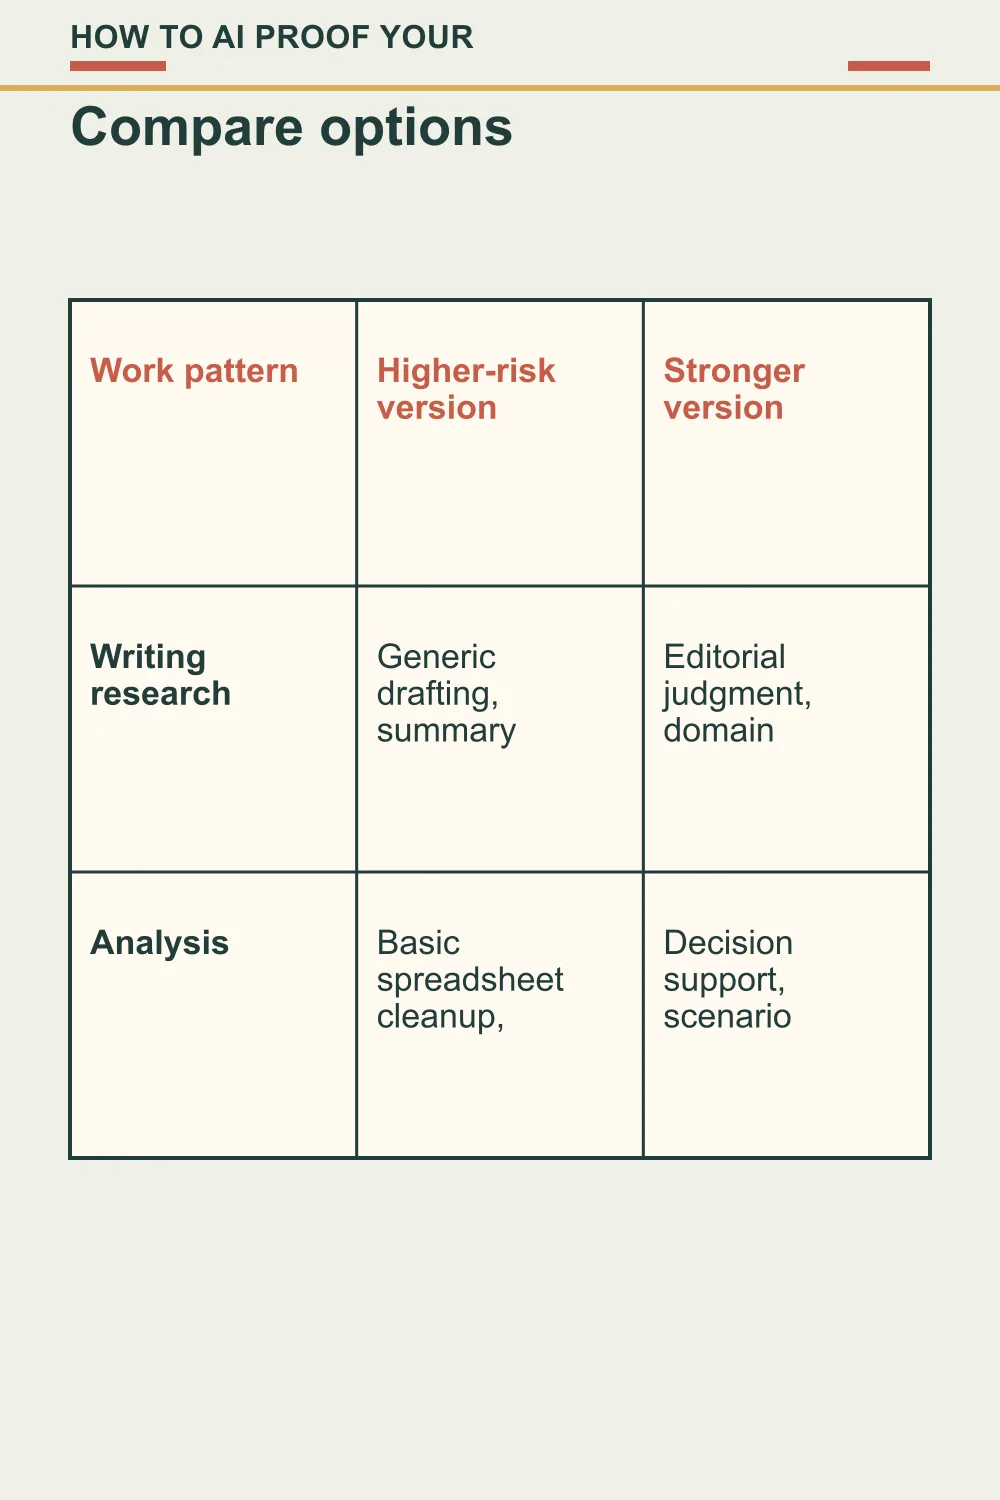 HOW TO AI PROOF YOUR
Compare options
Work pattern
Higher-risk
version
Stronger
version
Writing
research
Generic
drafting,
summary
Editorial
judgment,
domain
Analysis
Basic
spreadsheet
cleanup,
Decision
support,
scenario